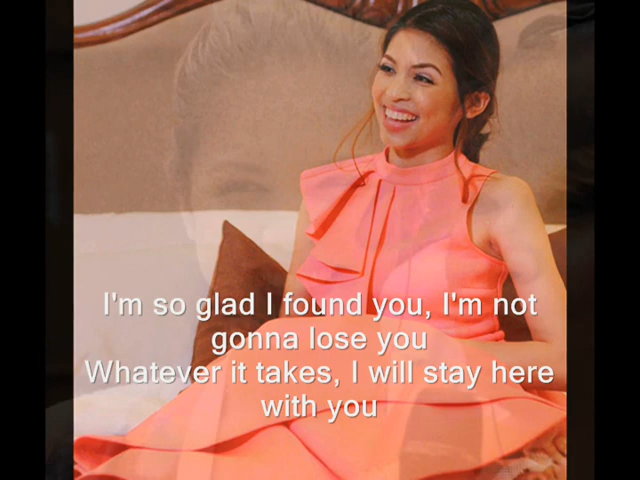 I'm so glad I found you, I'm not
gonna lose you
Whatever it takes, I will stay here
with you